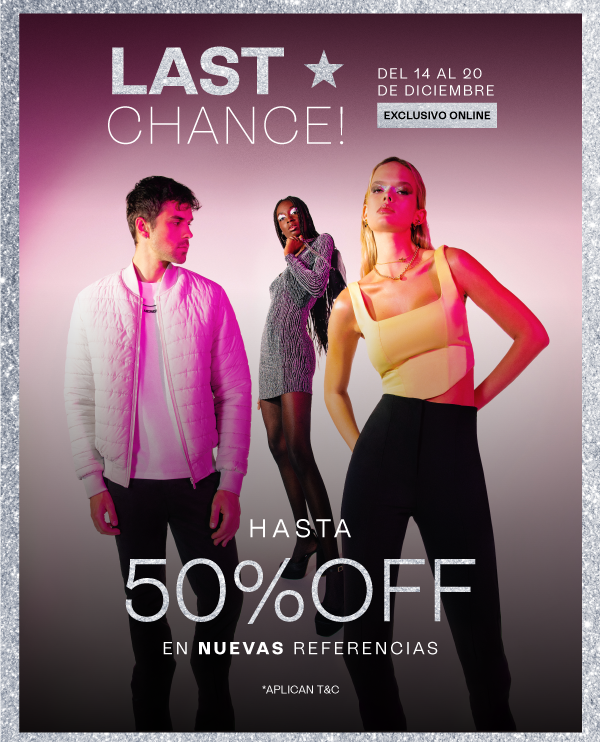 LAST
CHANCE!
DEL 14 AL 20
DE DICIEMBRE
EXCLUSIVO ONLINE
HASTA
50%OFF
EN NUEVAS REFERENCIAS
*APLICAN T&C